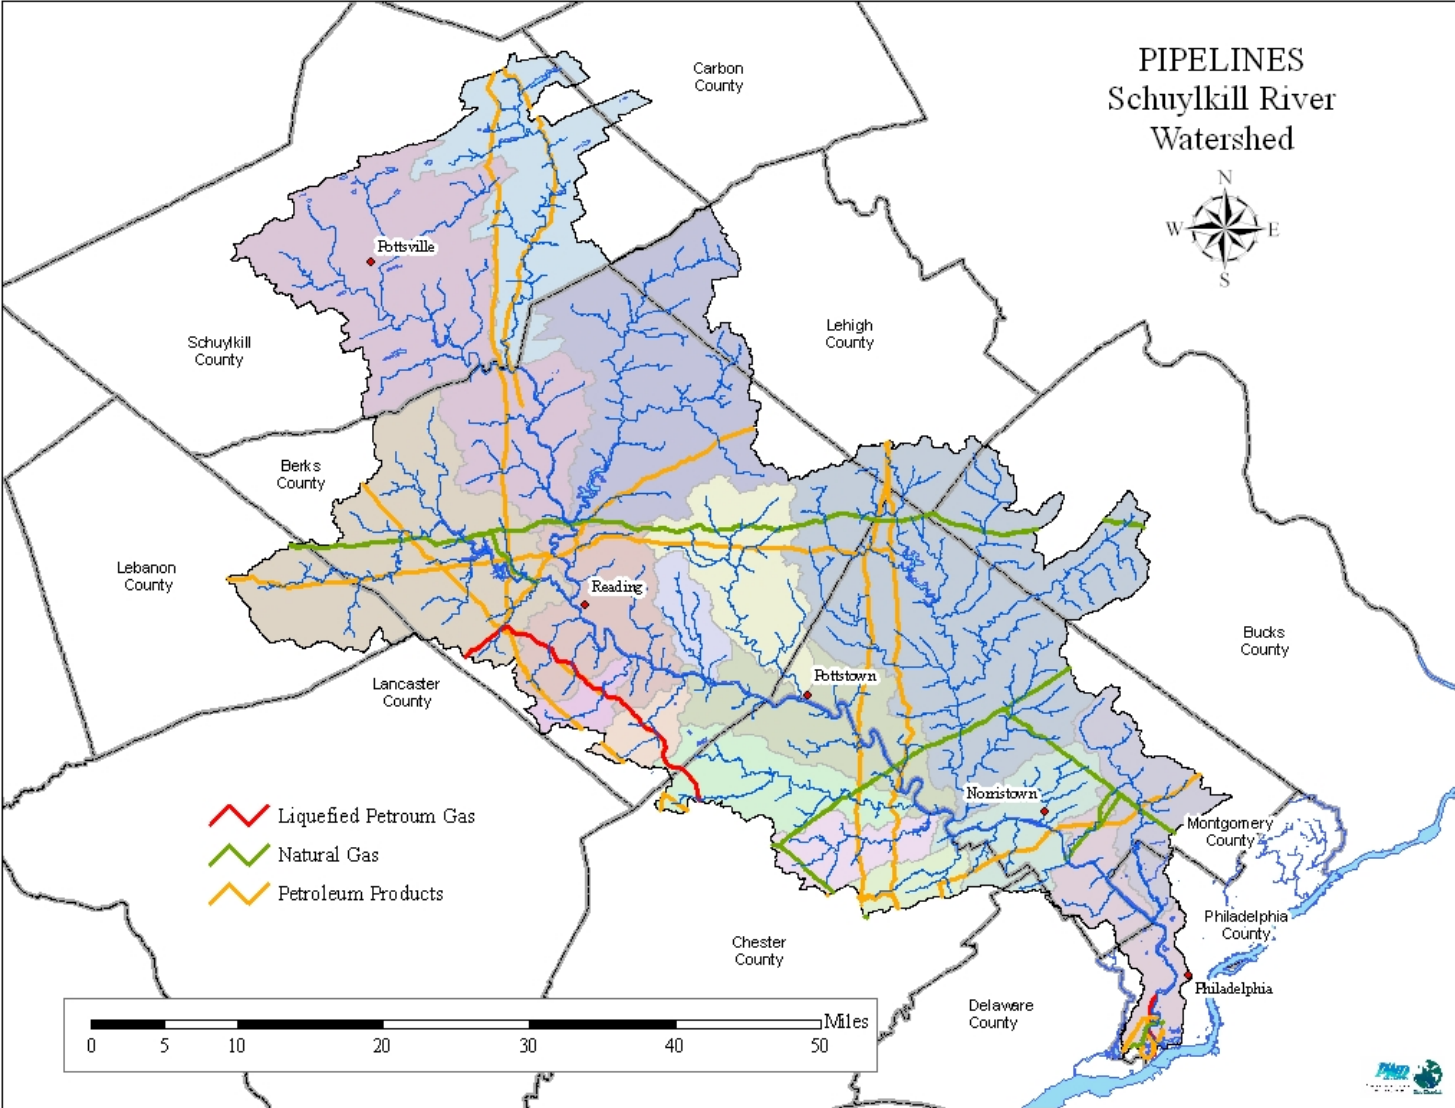 PIPELINES
Schuylkill River
Watershed
N
W
E
S
Carbon
County
Pottsville
Schuylkill
County
Lehigh
County
Berks
County
Lebanon
County
Reading
Bucks
County
Lancaster
County
Pottstown
Norristown
Montgomery
County
Liquefied Petroum Gas
Natural Gas
Petroleum Products
Philadelphia
County
Chester
County
Philadelphia
Delaware
County
Miles
0
5
10
20
30
40
50